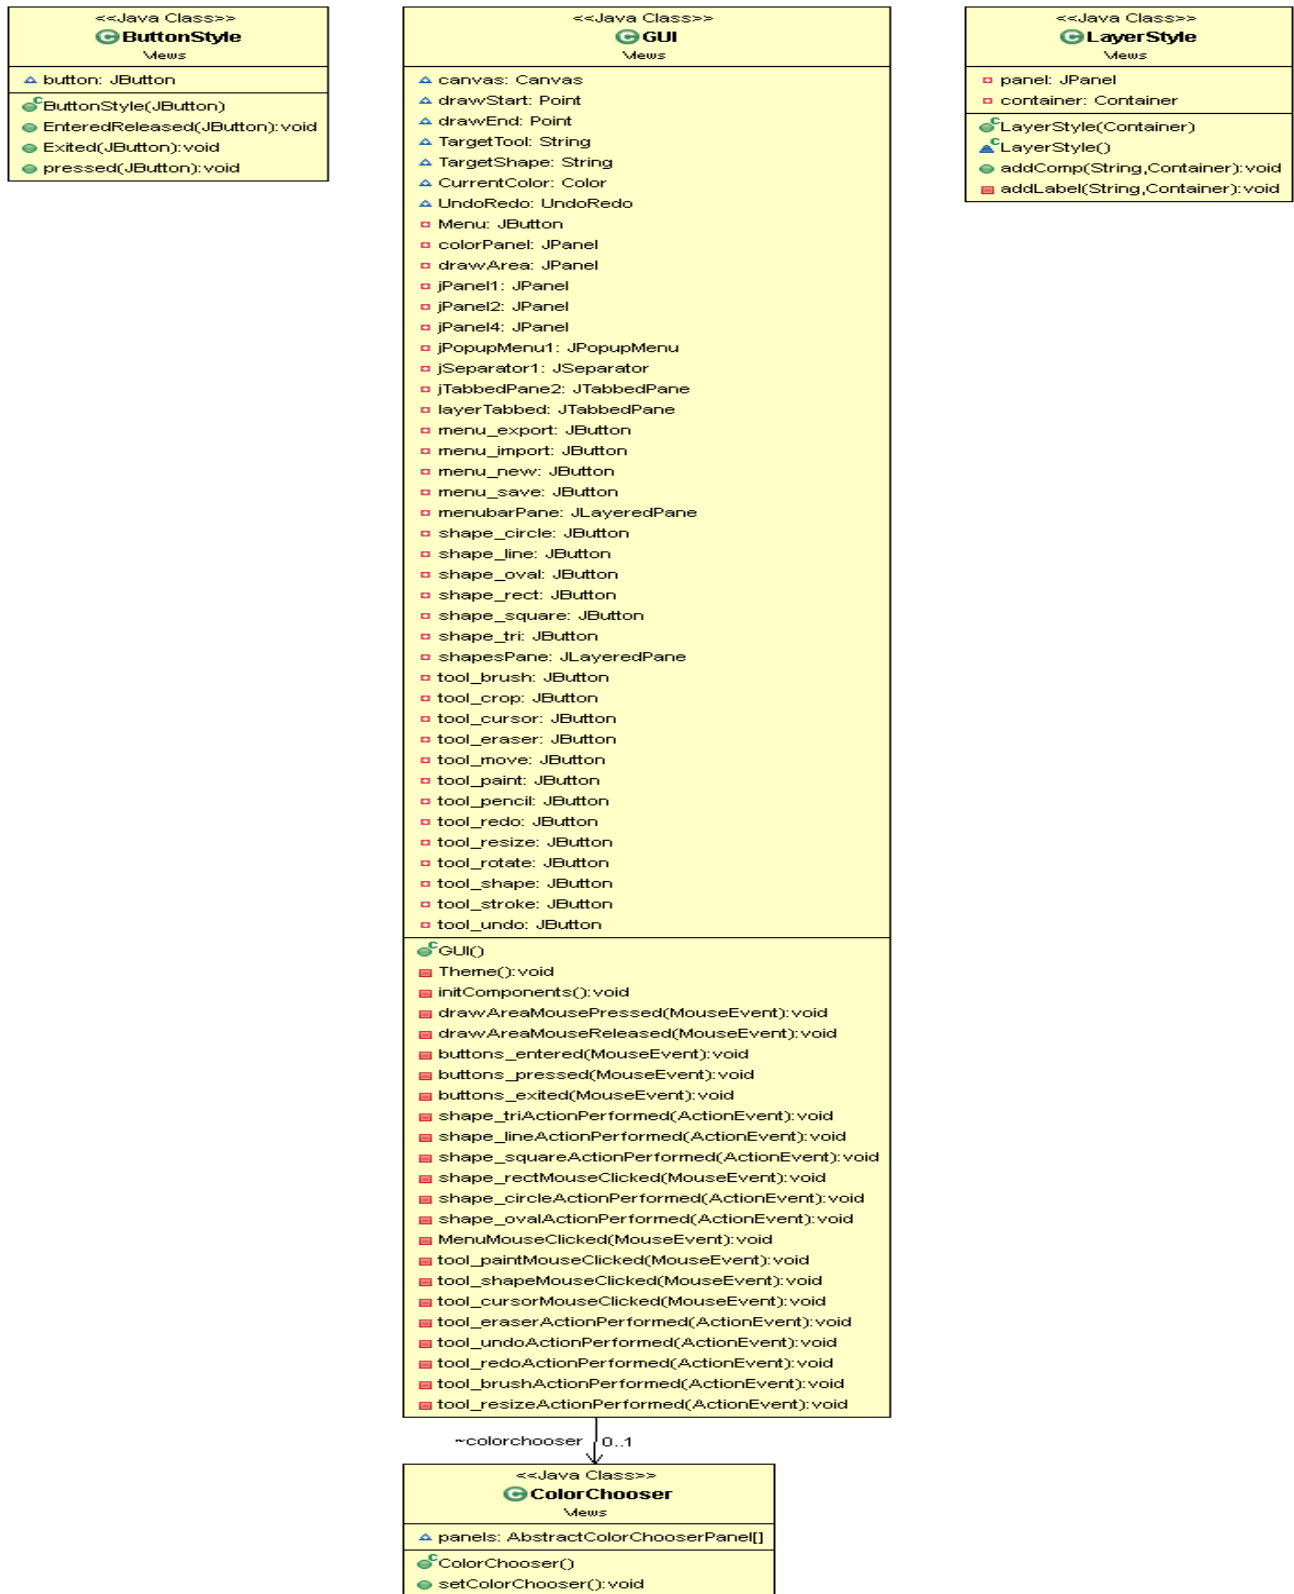 <<Java Class>>
ButtonStyle
Views
button: JButton
ButtonStyle(JButton)
EnteredReleased(JButton):void
Exited(JButton):void
pressed(JButton):void
<<Java Class>>
GUI
Views
canvas: Canvas
drawStart: Point
drawEnd: Point
TargetTool: String
TargetShape: String
CurrentColor: Color
UndoRedo: UndoRedo
Menu: JButton
colorPanel: JPanel
drawArea: JPanel
jPanel1: JPanel
jPanel2: JPanel
jPanel4: JPanel
jPopupMenu1: JPopupMenu
jSeparator1: JSeparator
jTabbedPane2: JTabbedPane
layerTabbed: JTabbedPane
menu_export: JButton
menu_import: JButton
menu_new: JButton
menu_save: JButton
menubarPane: JLayeredPane
shape_circle: JButton
shape_line: JButton
shape_oval: JButton
shape_rect: JButton
shape_square: JButton
shape_tri: JButton
shapesPane: JLayeredPane
tool_brush: JButton
tool_crop: JButton
tool_cursor: JButton
tool_eraser: JButton
tool_move: JButton
tool_paint: JButton
tool_pencil: JButton
tool_redo: JButton
tool_resize: JButton
tool_rotate: JButton
tool_shape: JButton
tool_stroke: JButton
tool_undo: JButton
GUI()
Theme():void
initComponents():void
drawAreaMousePressed(MouseEvent):void
drawAreaMouseReleased(MouseEvent):void
buttons_entered(MouseEvent):void
buttons_pressed(MouseEvent):void
buttons_exited(MouseEvent):void
shape_triActionPerformed(ActionEvent):void
shape_lineActionPerformed(ActionEvent):void
shape_squareActionPerformed(ActionEvent):void
shape_rectMouseClicked(MouseEvent):void
shape_circleActionPerformed(ActionEvent):void
shape_ovalActionPerformed(ActionEvent):void
MenuMouseClicked(MouseEvent):void
tool_paintMouseClicked(MouseEvent):void
tool_shapeMouseClicked(MouseEvent):void
tool_cursorMouseClicked(MouseEvent):void
tool_eraserActionPerformed(ActionEvent):void
tool_undoActionPerformed(ActionEvent):void
tool_redoActionPerformed(ActionEvent):void
tool_brushActionPerformed(ActionEvent):void
tool_resizeActionPerformed(ActionEvent):void
<<Java Class>>
LayerStyle
Views
panel: JPanel
container: Container
LayerStyle(Container)
LayerStyle()
addComp(String,Container):void
addLabel(String,Container):void
~colorchooser 0..1
<<Java Class>>
ColorChooser
Views
panels: AbstractColorChooserPanel[]
ColorChooser()
setColorChooser():void